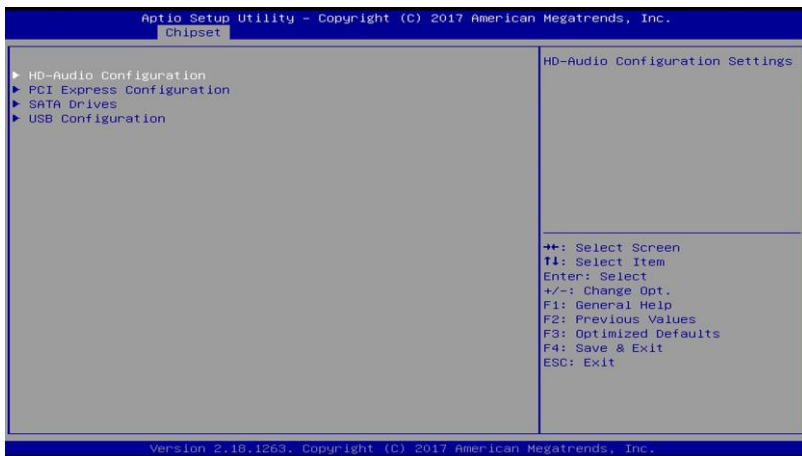 Aptio Setup Utility – Copyright (C) 2017 American Megatrends, Inc.
Chipset
▶ HD-Audio Configuration
▶ PCI Express Configuration
▶ SATA Drives
▶ USB Configuration
HD-Audio Configuration Settings
→←: Select Screen
↑↓: Select Item
Enter: Select
+/-: Change Opt.
F1: General Help
F2: Previous Values
F3: Optimized Defaults
F4: Save & Exit
ESC: Exit
Version 2.18.1263. Copyright (C) 2017 American Megatrends, Inc.